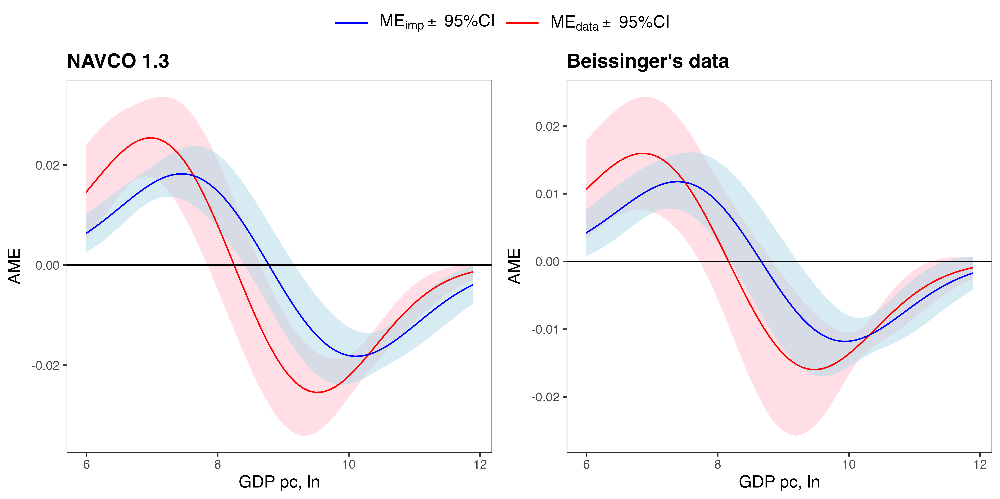 ME_imp ± 95%CI ME_data ± 95%CI
NAVCO 1.3
0.02
0.00
-0.02
AME
6 8 10 12
GDP pc, ln
Beissinger's data
0.02
0.01
0.00
-0.01
-0.02
AME
6 8 10 12
GDP pc, ln